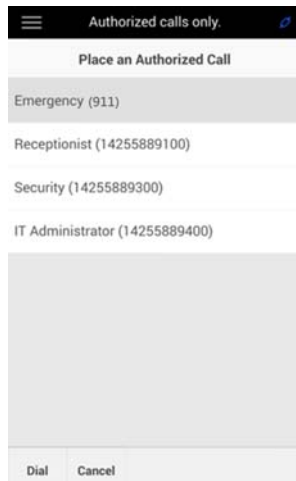 Authorized calls only.
Place an Authorized Call
Emergency (911)
Receptionist (14255889100)
Security (14255889300)
IT Administrator (14255889400)
Dial Cancel